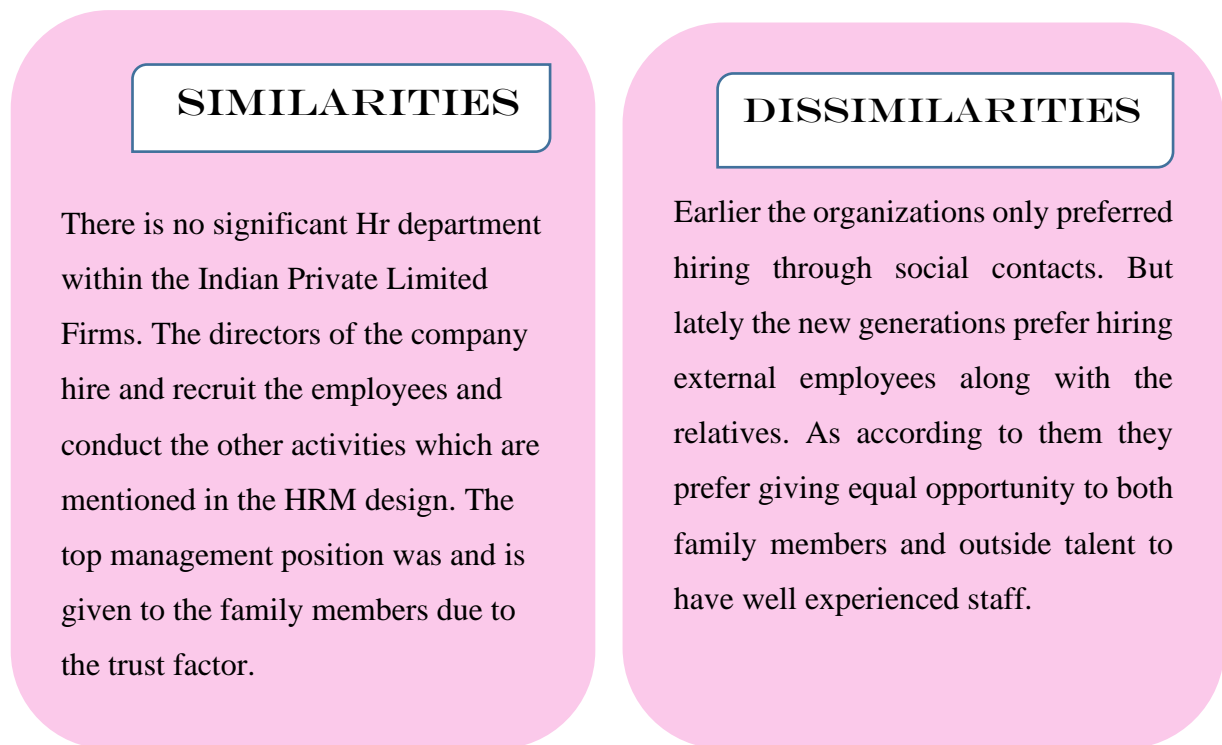 SIMILARITIES
There is no significant Hr department
within the Indian Private Limited
Firms. The directors of the company
hire and recruit the employees and
conduct the other activities which are
mentioned in the HRM design. The
top management position was and is
given to the family members due to
the trust factor.
DISSIMILARITIES
Earlier the organizations only preferred
hiring through social contacts. But
lately the new generations prefer hiring
external employees along with the
relatives. As according to them they
prefer giving equal opportunity to both
family members and outside talent to
have well experienced staff.